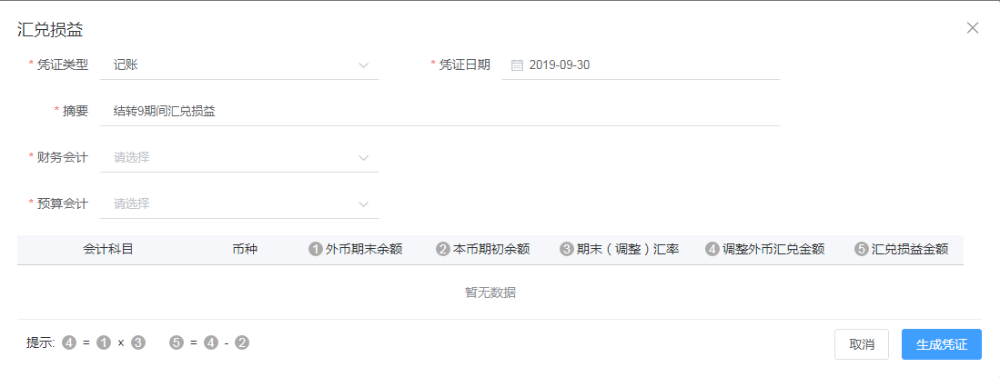 汇兑损益
* 凭证类型 记账 * 凭证日期 2019-09-30
* 摘要 结转9期间汇兑损益
* 财务会计 请选择
* 预算会计 请选择
会计科目 币种 1 外币期末余额 2 本币期初余额 3 期末（调整）汇率 4 调整外币汇兑金额 5 汇兑损益金额
暂无数据
提示: 4 = 1 × 3 5 = 4 - 2 取消 生成凭证